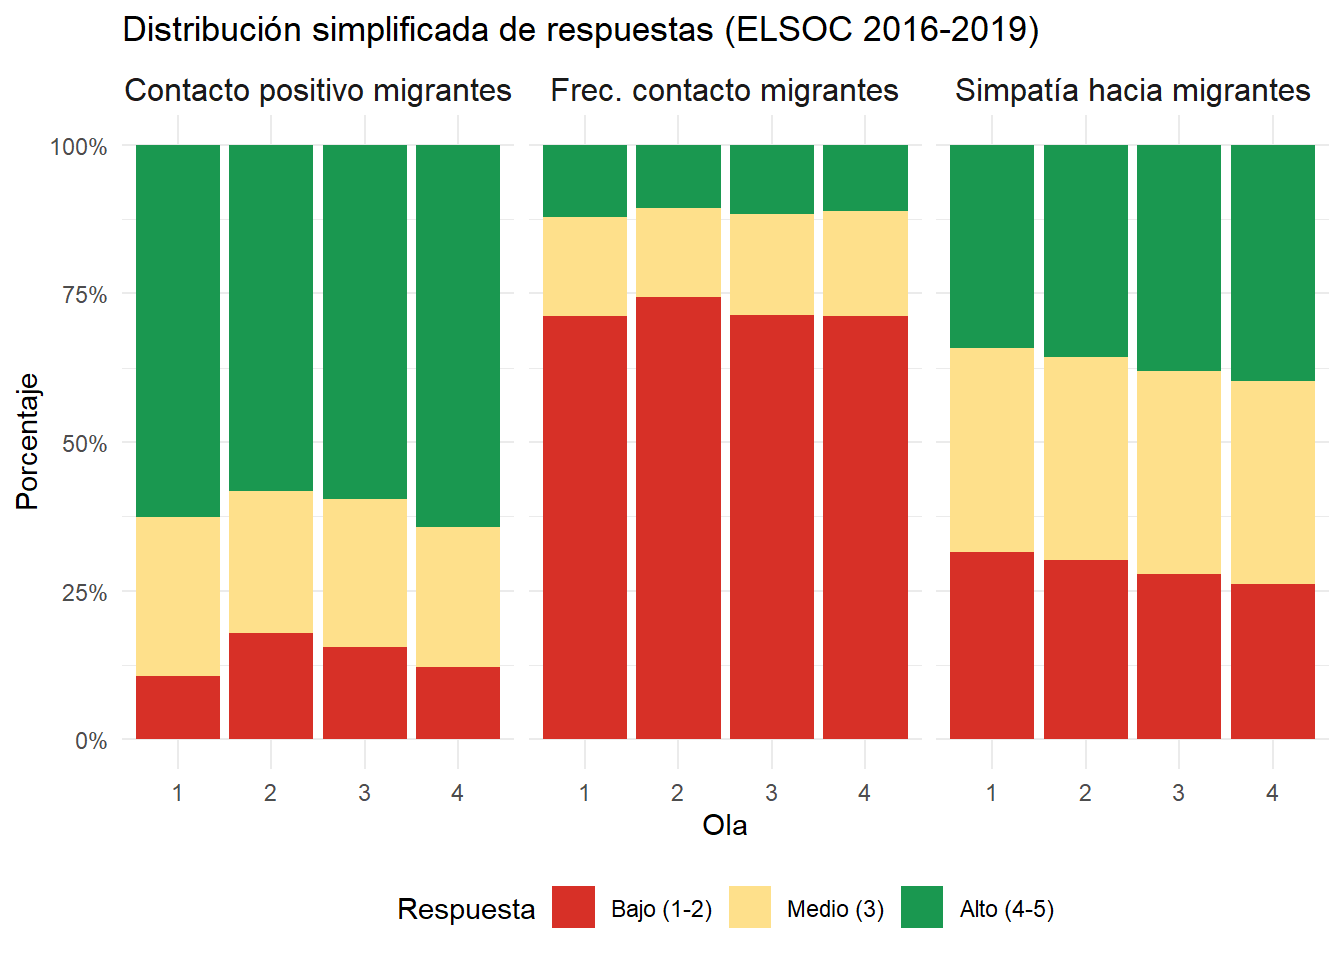 Distribución simplificada de respuestas (ELSOC 2016-2019)
Contacto positivo migrantes
Frec. contacto migrantes
Simpatía hacia migrantes
100%
75%
50%
25%
0%
Porcentaje
1 2 3 4
1 2 3 4
1 2 3 4
Ola
Respuesta Bajo (1-2) Medio (3) Alto (4-5)